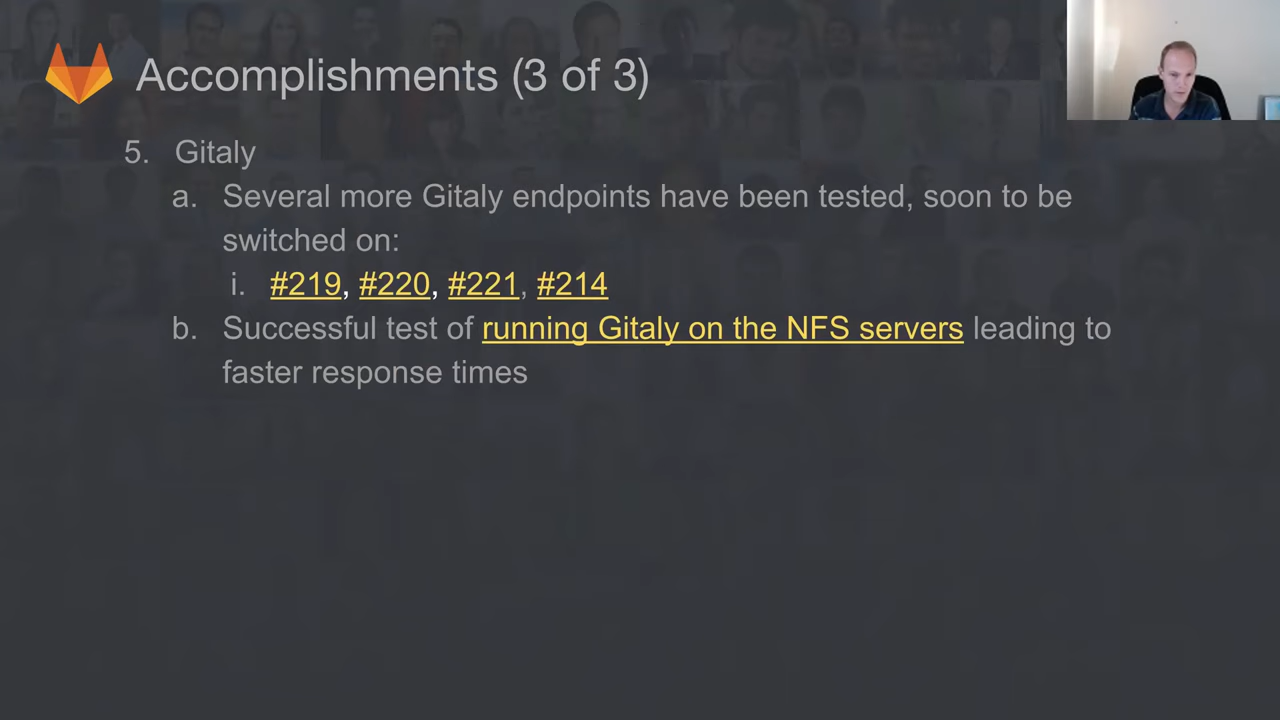 Accomplishments (3 of 3)
5. Gitaly
a. Several more Gitaly endpoints have been tested, soon to be
switched on:
i. #219, #220, #221, #214
b. Successful test of running Gitaly on the NFS servers leading to
faster response times